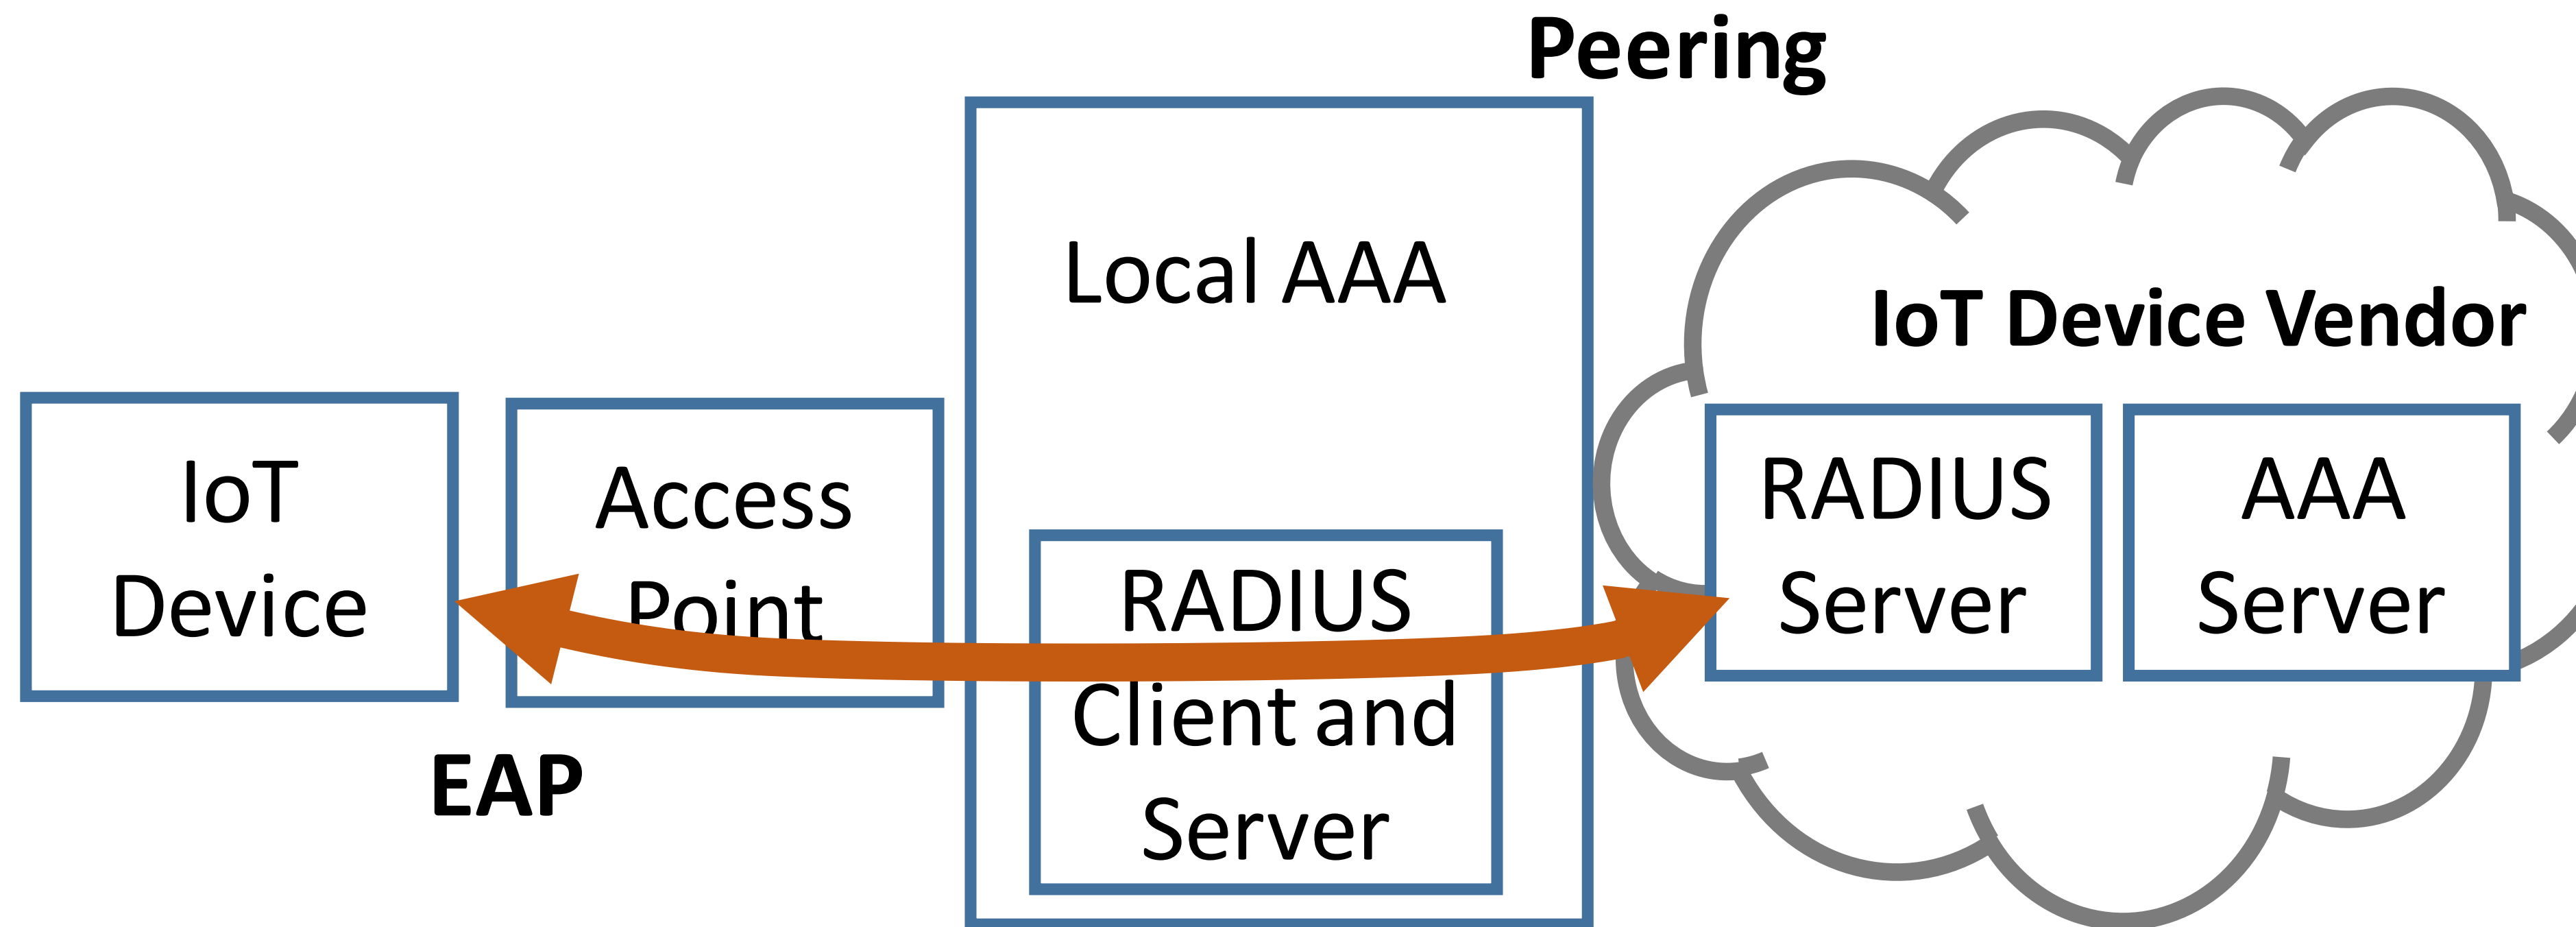 Peering
Local AAA
IoT Device Vendor
IoT
Device
Access
Point
RADIUS
Client and
Server
RADIUS
Server
AAA
Server
EAP